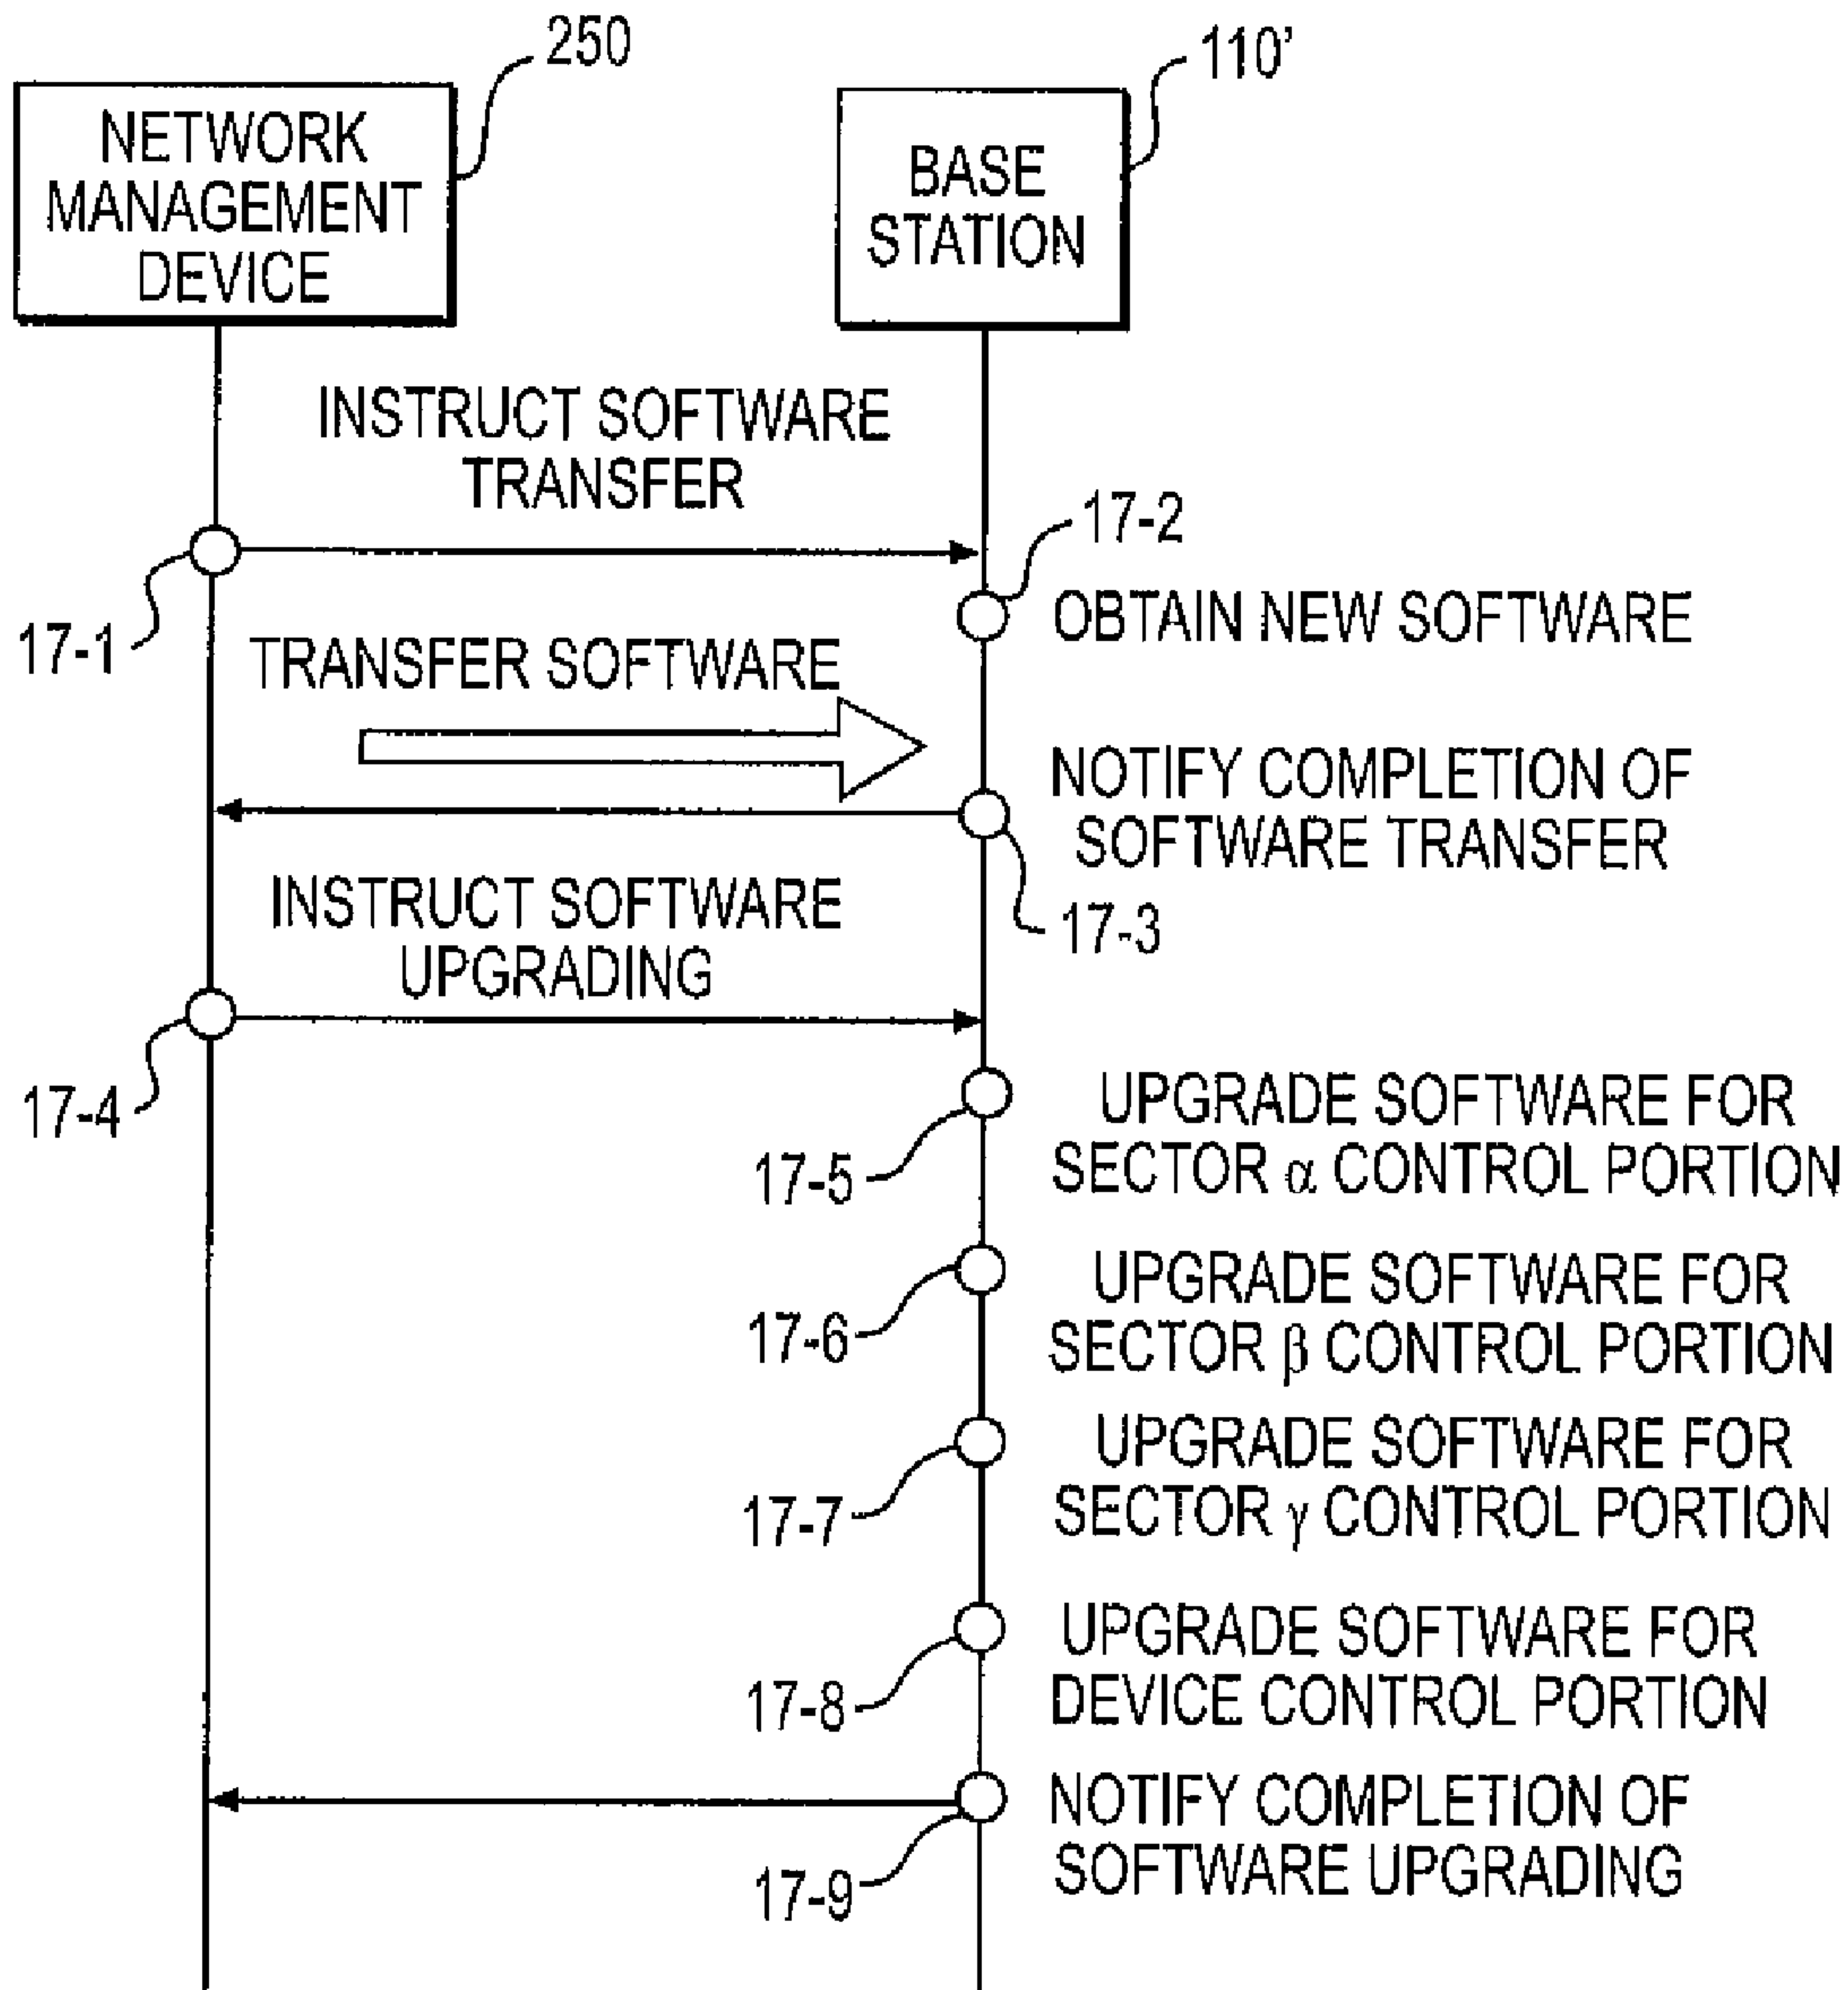 250
110'
NETWORK
MANAGEMENT
DEVICE
BASE
STATION
INSTRUCT SOFTWARE
TRANSFER
17-1
17-2
OBTAIN NEW SOFTWARE
TRANSFER SOFTWARE
NOTIFY COMPLETION OF
SOFTWARE TRANSFER
17-3
INSTRUCT SOFTWARE
UPGRADING
17-4
17-5
UPGRADE SOFTWARE FOR
SECTOR α CONTROL PORTION
17-6
UPGRADE SOFTWARE FOR
SECTOR β CONTROL PORTION
17-7
UPGRADE SOFTWARE FOR
SECTOR γ CONTROL PORTION
17-8
UPGRADE SOFTWARE FOR
DEVICE CONTROL PORTION
17-9
NOTIFY COMPLETION OF
SOFTWARE UPGRADING